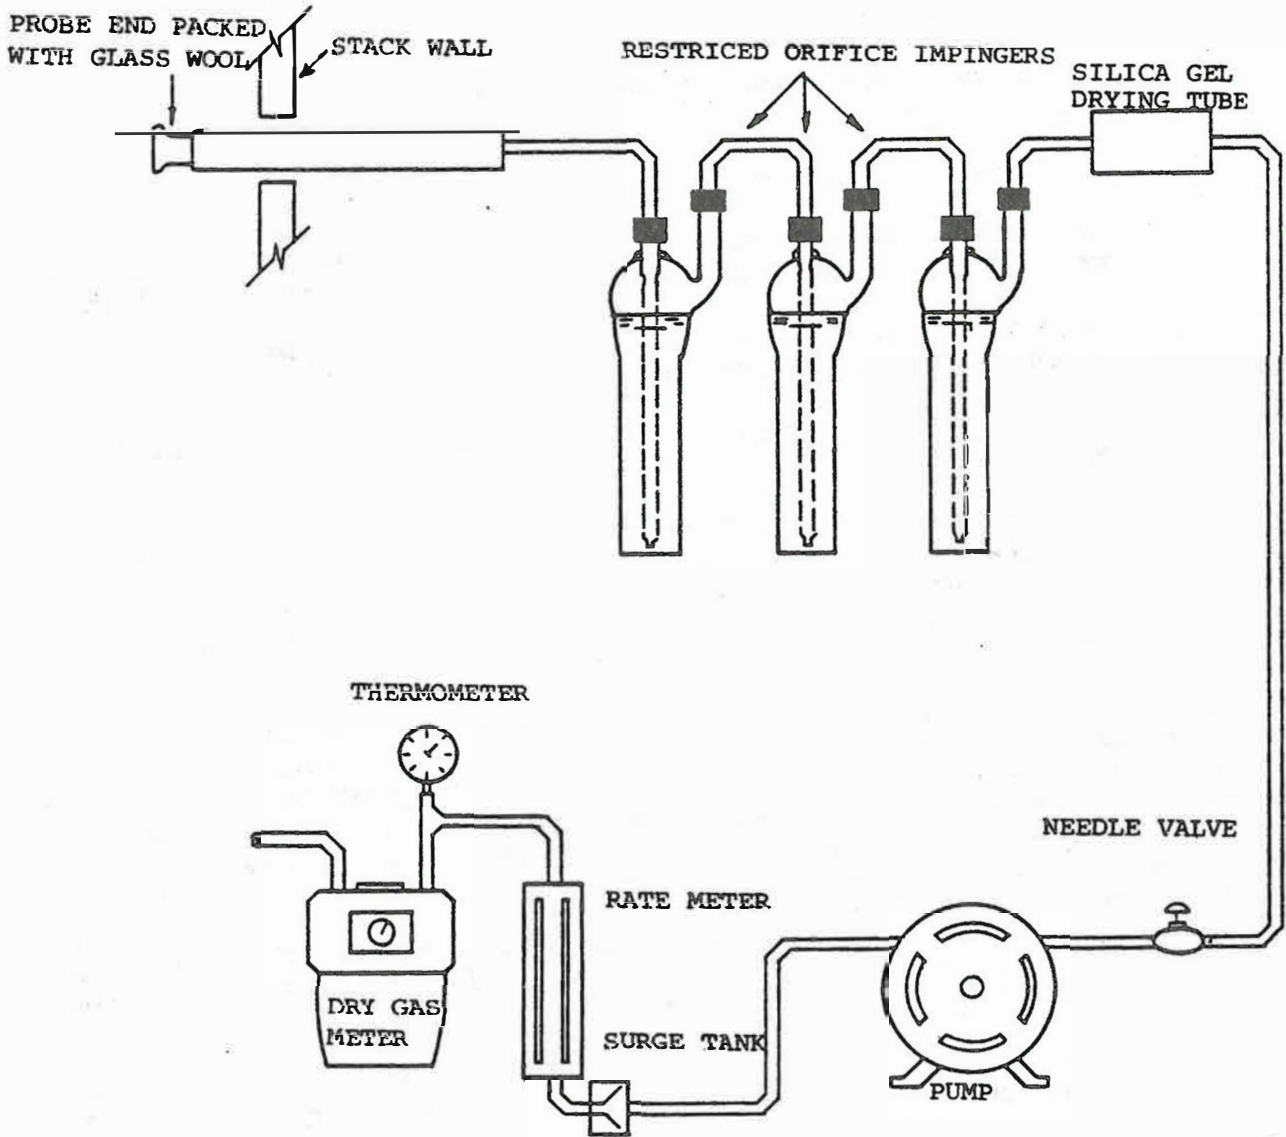 PROBE END PACKED
WITH GLASS WOOL
STACK WALL
RESTRICED ORIFICE IMPINGERS
SILICA GEL
DRYING TUBE
THERMOMETER
NEEDLE VALVE
RATE METER
DRY GAS
METER
SURGE TANK
PUMP